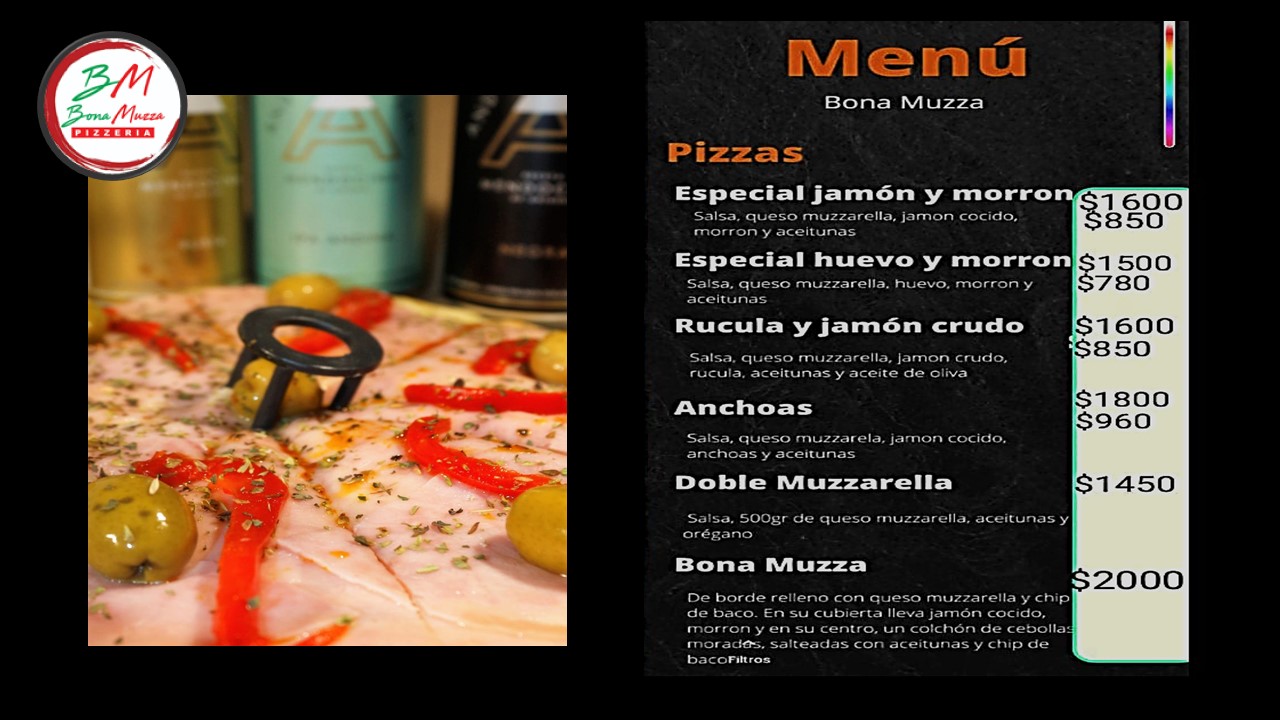 BM
Bona Muzza
PIZZERIA
Menú
Bona Muzza
Pizzas
Especial jamón y morron $1600
Salsa, queso muzzarella, jamon cocido, $850
morron y aceitunas
Especial huevo y morron $1500
Salsa, queso muzzarella, huevo, morron y $780
aceitunas
Rucula y jamón crudo $1600
$850
Salsa, queso muzzarella, jamon crudo,
rucula, aceitunas y aceite de oliva
Anchoas $1800
$960
Salsa, queso muzzarela, jamon cocido,
anchoas y aceitunas
Doble Muzzarella $1450
Salsa, 500gr de queso muzzarella, aceitunas y
orégano
Bona Muzza $2000
De borde relleno con queso muzzarella y chip
de baco. En su cubierta lleva jamón cocido,
morron y en su centro, un colchón de cebollas
morados, salteadas con aceitunas y chip de
baco Filtros